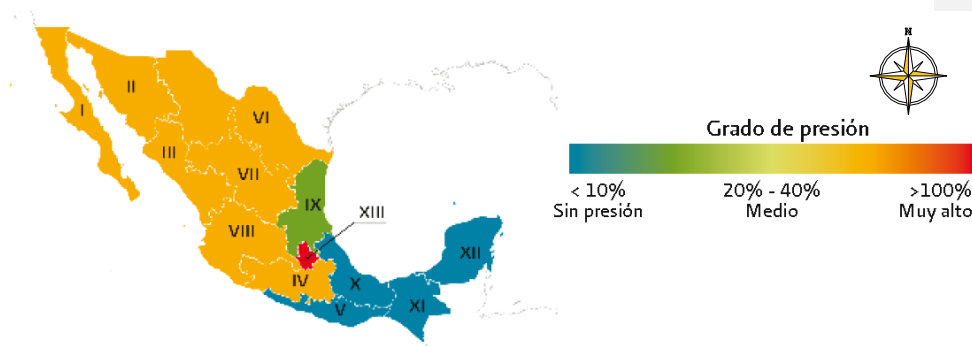 N
I
II
III
VI
VII
VIII
IX
XIII
IV
X
V
XI
XII
Grado de presión
< 10%
Sin presión
20% - 40%
Medio
>100%
Muy alto